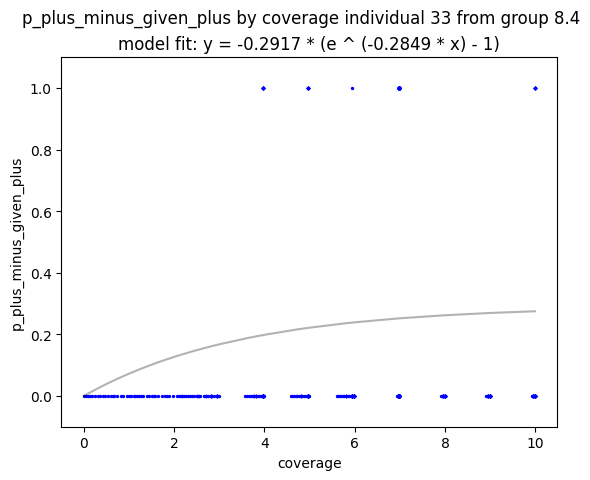 p_plus_minus_given_plus by coverage individual 33 from group 8.4
model fit: y = -0.2917 * (e ^ (-0.2849 * x) - 1)
1.0
0.8
0.6
0.4
0.2
0.0
p_plus_minus_given_plus
0 2 4 6 8 10
coverage